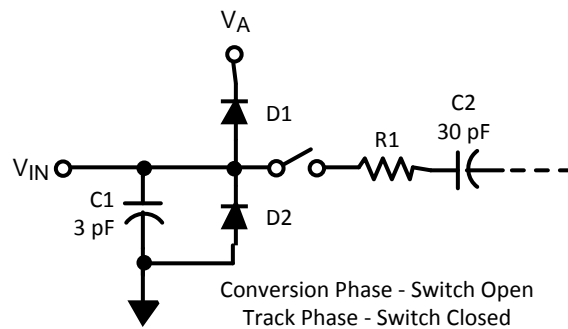 VA
D1
C2
30 pF
R1
VIN
C1
3 pF
D2
Conversion Phase - Switch Open
Track Phase - Switch Closed